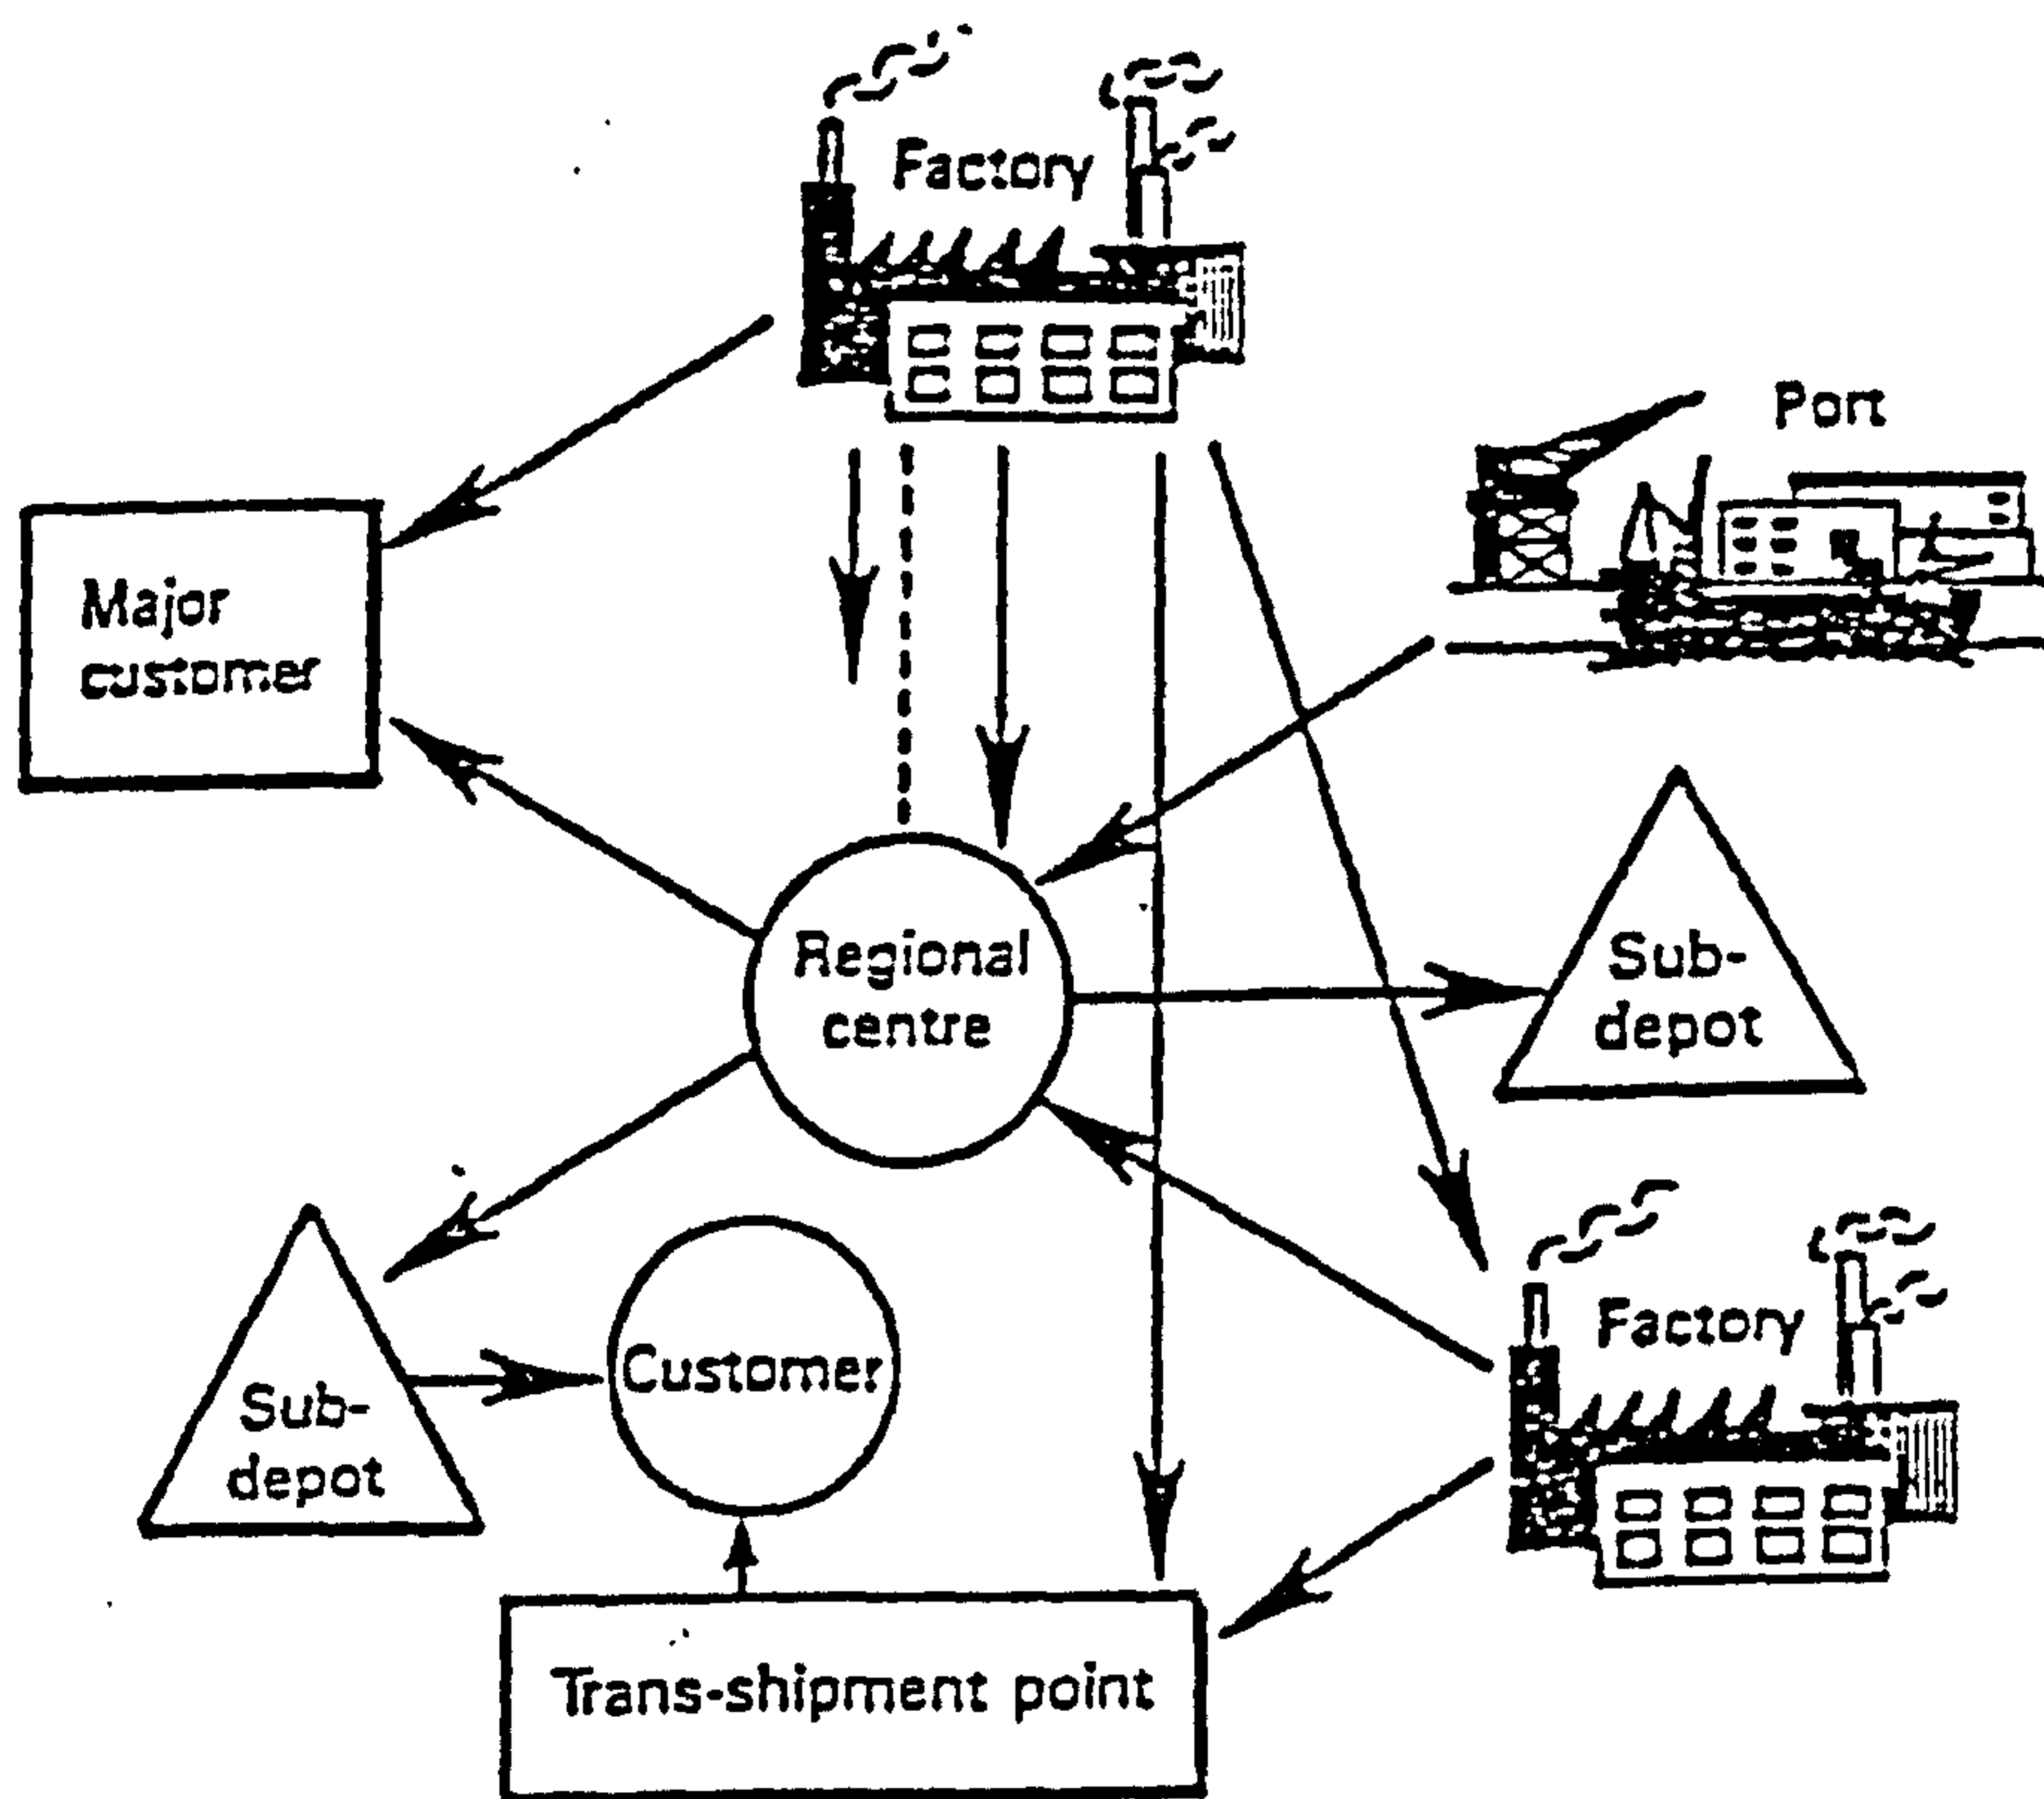 Factory
Port
Major
customer
Regional
centre
Sub-
depot
Factory
Customer
Sub-
depot
Trans-shipment point